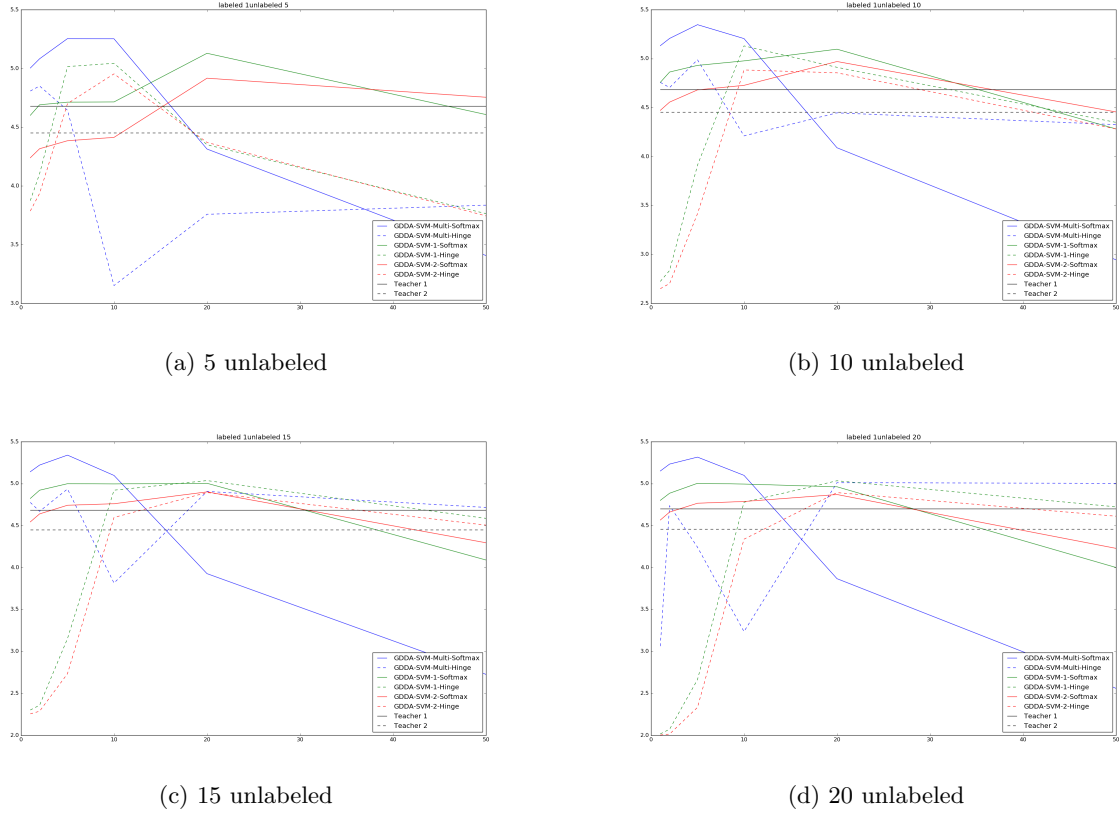 labeled 1unlabeled 5
5.5
5.0
4.5
4.0
3.5
3.0
0 10 20 30 40 50
GDDA-SVM-Multi-Softmax
GDDA-SVM-Multi-Hinge
GDDA-SVM-1-Softmax
GDDA-SVM-1-Hinge
GDDA-SVM-2-Softmax
GDDA-SVM-2-Hinge
Teacher 1
Teacher 2
(a) 5 unlabeled
labeled 1unlabeled 10
5.5
5.0
4.5
4.0
3.5
3.0
2.5
0 10 20 30 40 50
GDDA-SVM-Multi-Softmax
GDDA-SVM-Multi-Hinge
GDDA-SVM-1-Softmax
GDDA-SVM-1-Hinge
GDDA-SVM-2-Softmax
GDDA-SVM-2-Hinge
Teacher 1
Teacher 2
(b) 10 unlabeled
labeled 1unlabeled 15
5.5
5.0
4.5
4.0
3.5
3.0
2.5
2.0
0 10 20 30 40 50
GDDA-SVM-Multi-Softmax
GDDA-SVM-Multi-Hinge
GDDA-SVM-1-Softmax
GDDA-SVM-1-Hinge
GDDA-SVM-2-Softmax
GDDA-SVM-2-Hinge
Teacher 1
Teacher 2
(c) 15 unlabeled
labeled 1unlabeled 20
5.5
5.0
4.5
4.0
3.5
3.0
2.5
2.0
0 10 20 30 40 50
GDDA-SVM-Multi-Softmax
GDDA-SVM-Multi-Hinge
GDDA-SVM-1-Softmax
GDDA-SVM-1-Hinge
GDDA-SVM-2-Softmax
GDDA-SVM-2-Hinge
Teacher 1
Teacher 2
(d) 20 unlabeled